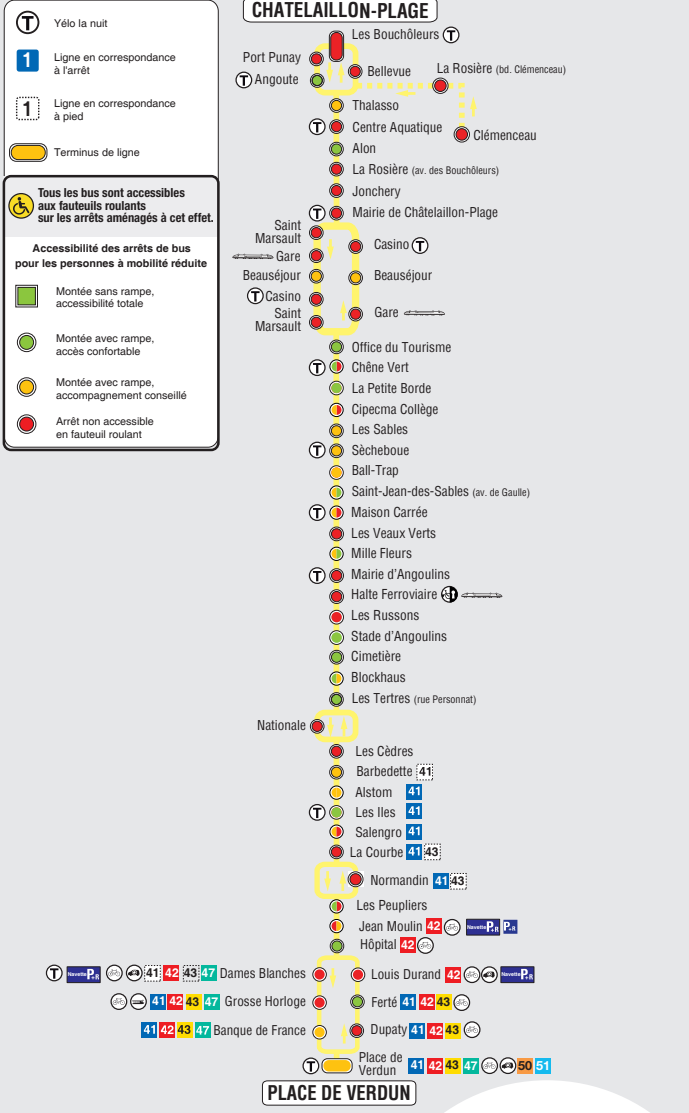 T Yélo la nuit
1 Ligne en correspondance
à l'arrêt
1 Ligne en correspondance
à pied
Terminus de ligne
Tous les bus sont accessibles
aux fauteuils roulants
sur les arrêts aménagés à cet effet.
Accessibilité des arrêts de bus
pour les personnes à mobilité réduite
Montée sans rampe,
accessibilité totale
Montée avec rampe,
accès confortable
Montée avec rampe,
accompagnement conseillé
Arrêt non accessible
en fauteuil roulant
CHATELAILLON-PLAGE
Les Bouchôleurs T
Port Punay
Bellevue
La Rosière (bd. Clémenceau)
T Angoute
Thalasso
T Centre Aquatique
Clémenceau
Alon
La Rosière (av. des Bouchôleurs)
Jonchery
T Mairie de Châtelaillon-Plage
Saint
Marsault
Casino T
Gare
Beauséjour
Beauséjour
T Casino
Saint
Marsault
Gare
Office du Tourisme
T Chêne Vert
La Petite Borde
Cipecma Collège
Les Sables
T Sècheboue
Ball-Trap
Saint-Jean-des-Sables (av. de Gaulle)
T Maison Carrée
Les Veaux Verts
Mille Fleurs
T Mairie d'Angoulins
Halte Ferroviaire
Les Russons
Stade d'Angoulins
Cimetière
Blockhaus
Les Tertres (rue Personnat)
Nationale
Les Cèdres
Barbedette 41
Alstom 41
T Les Iles 41
Salengro 41
La Courbe 41 43
Normandin 41 43
Les Peupliers
Jean Moulin 42 Navette P+R P+R
Hôpital 42
T Navette P+R 41 42 43 47 Dames Blanches
Louis Durand 42 Navette P+R
41 42 43 47 Grosse Horloge
Ferté 41 42 43
41 42 43 47 Banque de France
Dupaty 41 42 43
T Place de
Verdun 41 42 43 47 50 51
PLACE DE VERDUN